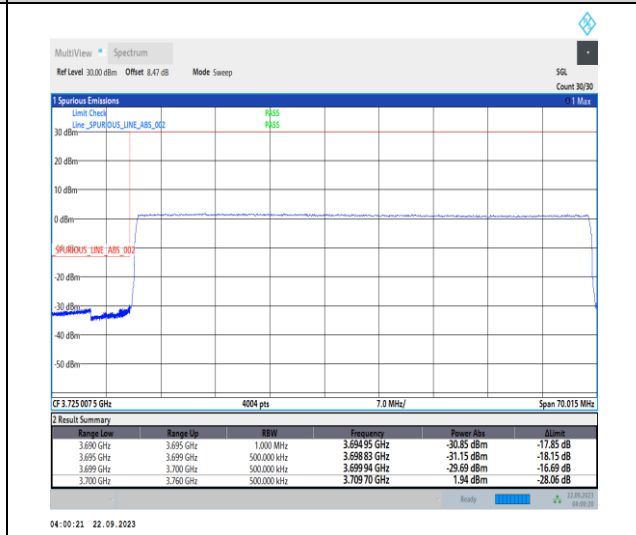 MultiView Spectrum
Ref Level 30.00 dBm Offset 8.47 dB Mode Sweep SGL
Count 30/30
1 Spurious Emissions 1 Max
Limit Check PASS
Line _SPURIOUS_LINE_ABS_002 PASS
30 dBm
20 dBm
10 dBm
0 dBm
_SPURIOUS_LINE_ABS_002
-20 dBm
-30 dBm
-40 dBm
-50 dBm
CF 3.725 007 5 GHz 4004 pts 7.0 MHz/ Span 70.015 MHz
2 Result Summary
Range Low Range Up RBW Frequency Power Abs ΔLimit
3.690 GHz 3.695 GHz 1.000 MHz 3.694 95 GHz -30.85 dBm -17.85 dB
3.695 GHz 3.699 GHz 500.000 kHz 3.698 83 GHz -31.15 dBm -18.15 dB
3.699 GHz 3.700 GHz 500.000 kHz 3.699 94 GHz -29.69 dBm -16.69 dB
3.700 GHz 3.760 GHz 500.000 kHz 3.709 70 GHz 1.94 dBm -28.06 dB
Ready 22.09.2023
04:00:20
04:00:21 22.09.2023